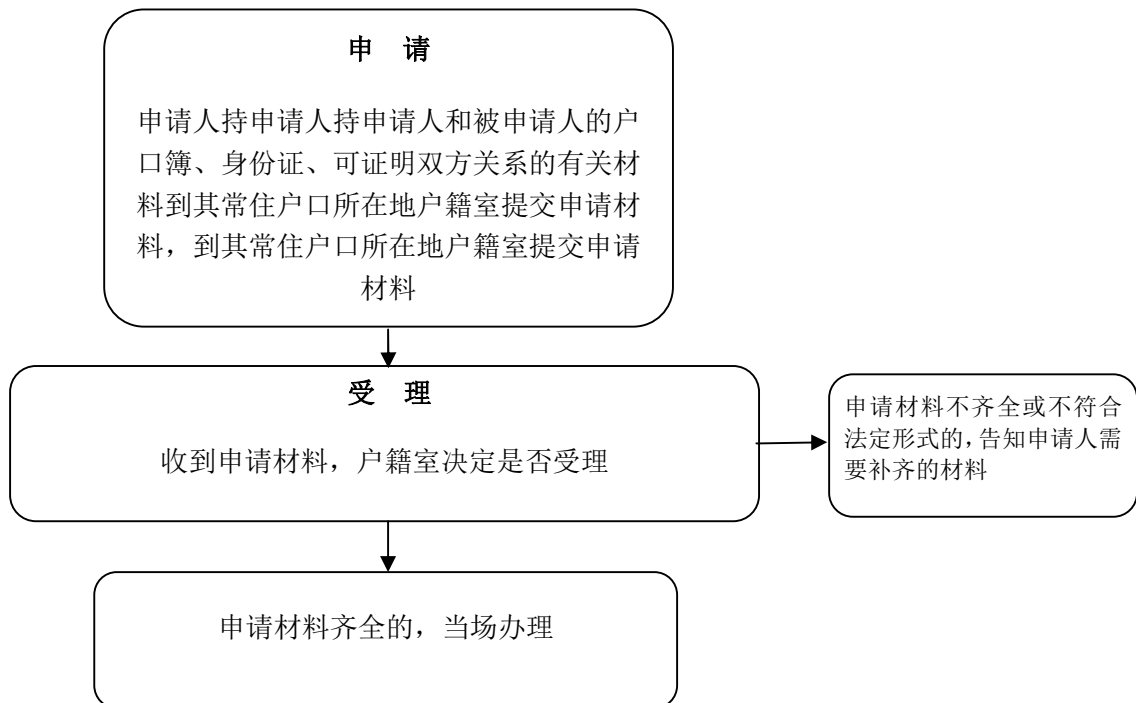 申 请
申请人持申请人持申请人和被申请人的户
口簿、身份证、可证明双方关系的有关材
料到其常住户口所在地户籍室提交申请材
料，到其常住户口所在地户籍室提交申请
材料
受 理
收到申请材料，户籍室决定是否受理
申请材料不齐全或不符合
法定形式的，告知申请人需
要补齐的材料
申请材料齐全的，当场办理